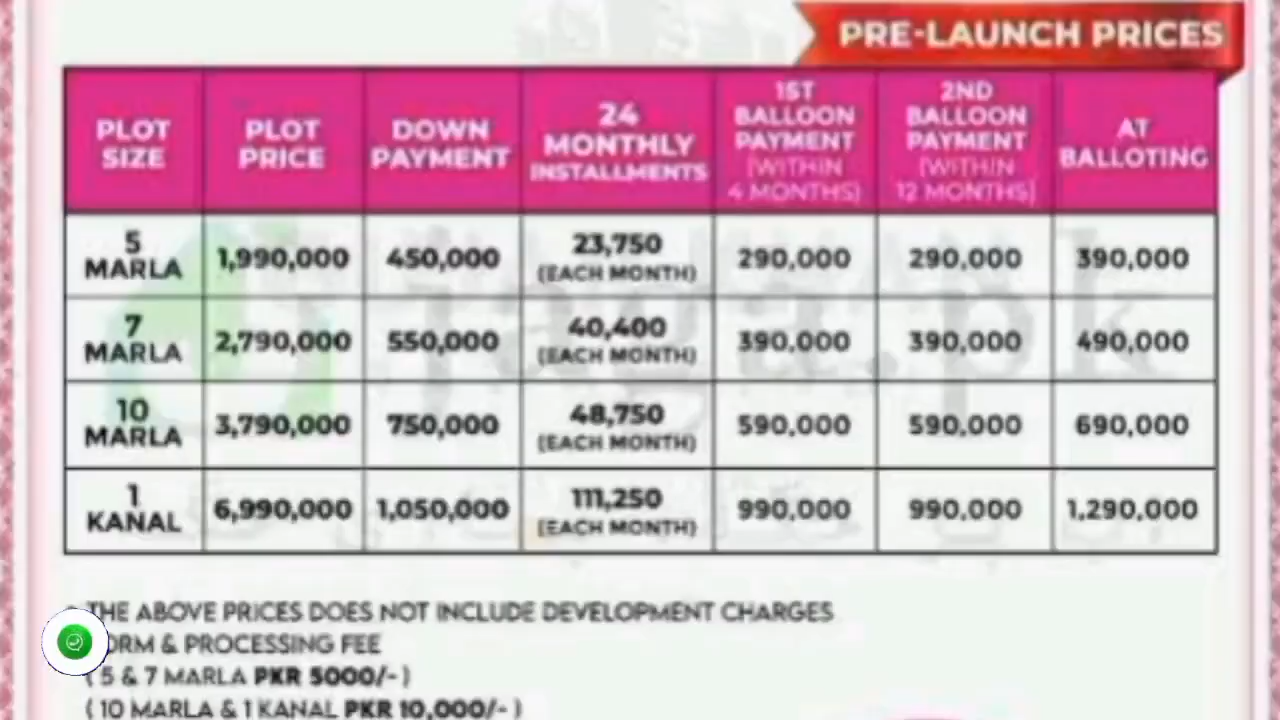 PRE-LAUNCH PRICES
PLOT SIZE
PLOT PRICE
DOWN PAYMENT
24 MONTHLY INSTALLMENTS
1ST BALLOON PAYMENT (WITHIN 4 MONTHS)
2ND BALLOON PAYMENT (WITHIN 12 MONTHS)
AT BALLOTING
5 MARLA
1,990,000
450,000
23,750 (EACH MONTH)
290,000
290,000
390,000
7 MARLA
2,790,000
550,000
40,400 (EACH MONTH)
390,000
390,000
490,000
10 MARLA
3,790,000
750,000
48,750 (EACH MONTH)
590,000
590,000
690,000
1 KANAL
6,990,000
1,050,000
111,250 (EACH MONTH)
990,000
990,000
1,290,000
THE ABOVE PRICES DOES NOT INCLUDE DEVELOPMENT CHARGES
ORM & PROCESSING FEE
(5 & 7 MARLA PKR 5000/-)
(10 MARLA & 1 KANAL PKR 10,000/-)